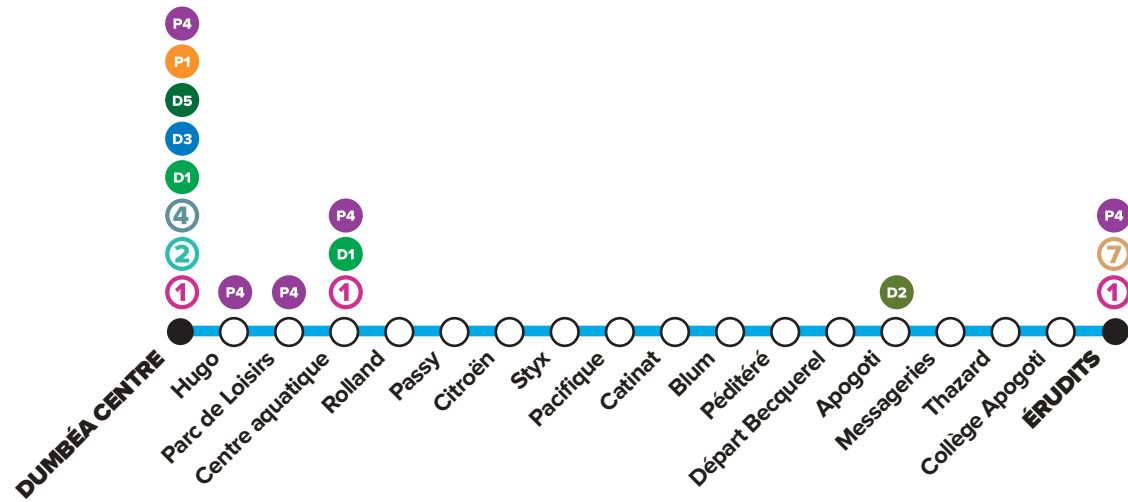 P4
P1
D5
D3
D1
4
2
1
P4
P4
P4
D1
1
D2
P4
7
1
DUMBÉA CENTRE
Hugo
Parc de Loisirs
Centre aquatique
Rolland
Passy
Citroën
Styx
Pacifique
Catinat
Blum
Péditéré
Départ Becquerel
Apogoti
Messageries
Thazard
Collège Apogoti
ÉRUDITS